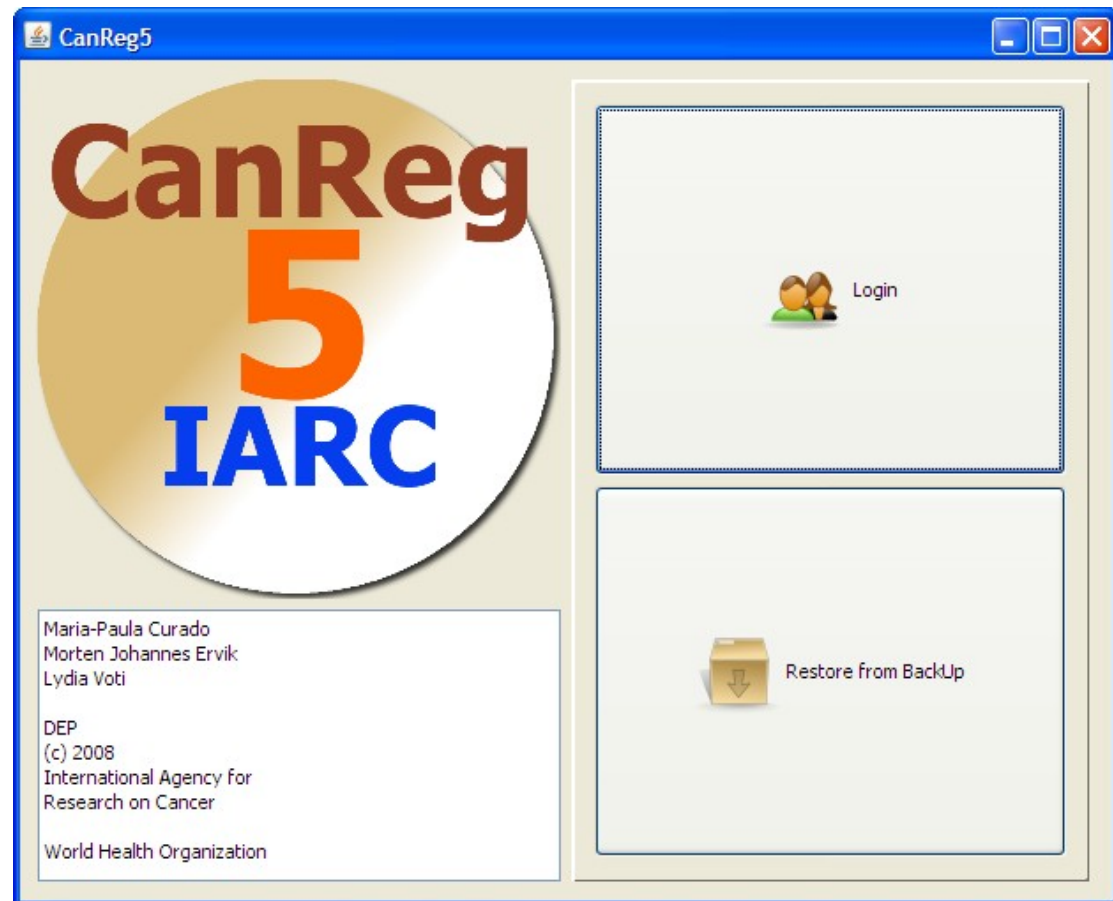 CanReg5
CanReg
5
IARC
Login
Restore from BackUp
Maria-Paula Curado
Morten Johannes Ervik
Lydia Voti
DEP
(c) 2008
International Agency for
Research on Cancer
World Health Organization